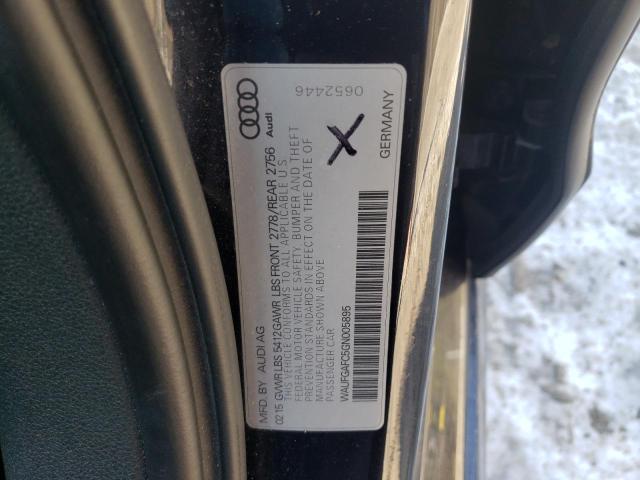 MFD. BY AUDI AG
02 15 GVWR LBS 5412 GAWR LBS FRONT 2778/REAR 2756
THIS VEHICLE CONFORMS TO ALL APPLICABLE U S
FEDERAL MOTOR VEHICLE SAFETY, BUMPER AND THEFT
PREVENTION STANDARDS IN EFFECT ON THE DATE OF
MANUFACTURE SHOWN ABOVE
PASSENGER CAR
WAUFGAFC5GN005895
Audi
GERMANY
X
0652446